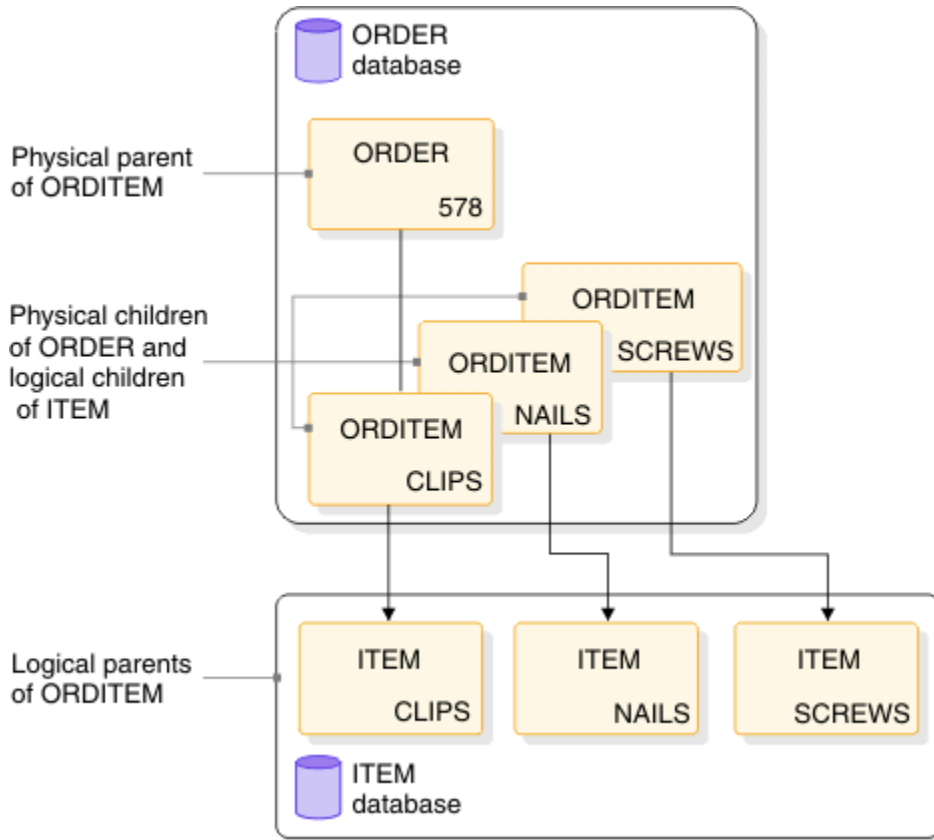 ORDER
database
Physical parent
of ORDITEM
ORDER
578
Physical children
of ORDER and
logical children
of ITEM
ORDITEM
SCREWS
ORDITEM
NAILS
ORDITEM
CLIPS
Logical parents
of ORDITEM
ITEM
CLIPS
ITEM
NAILS
ITEM
SCREWS
ITEM
database